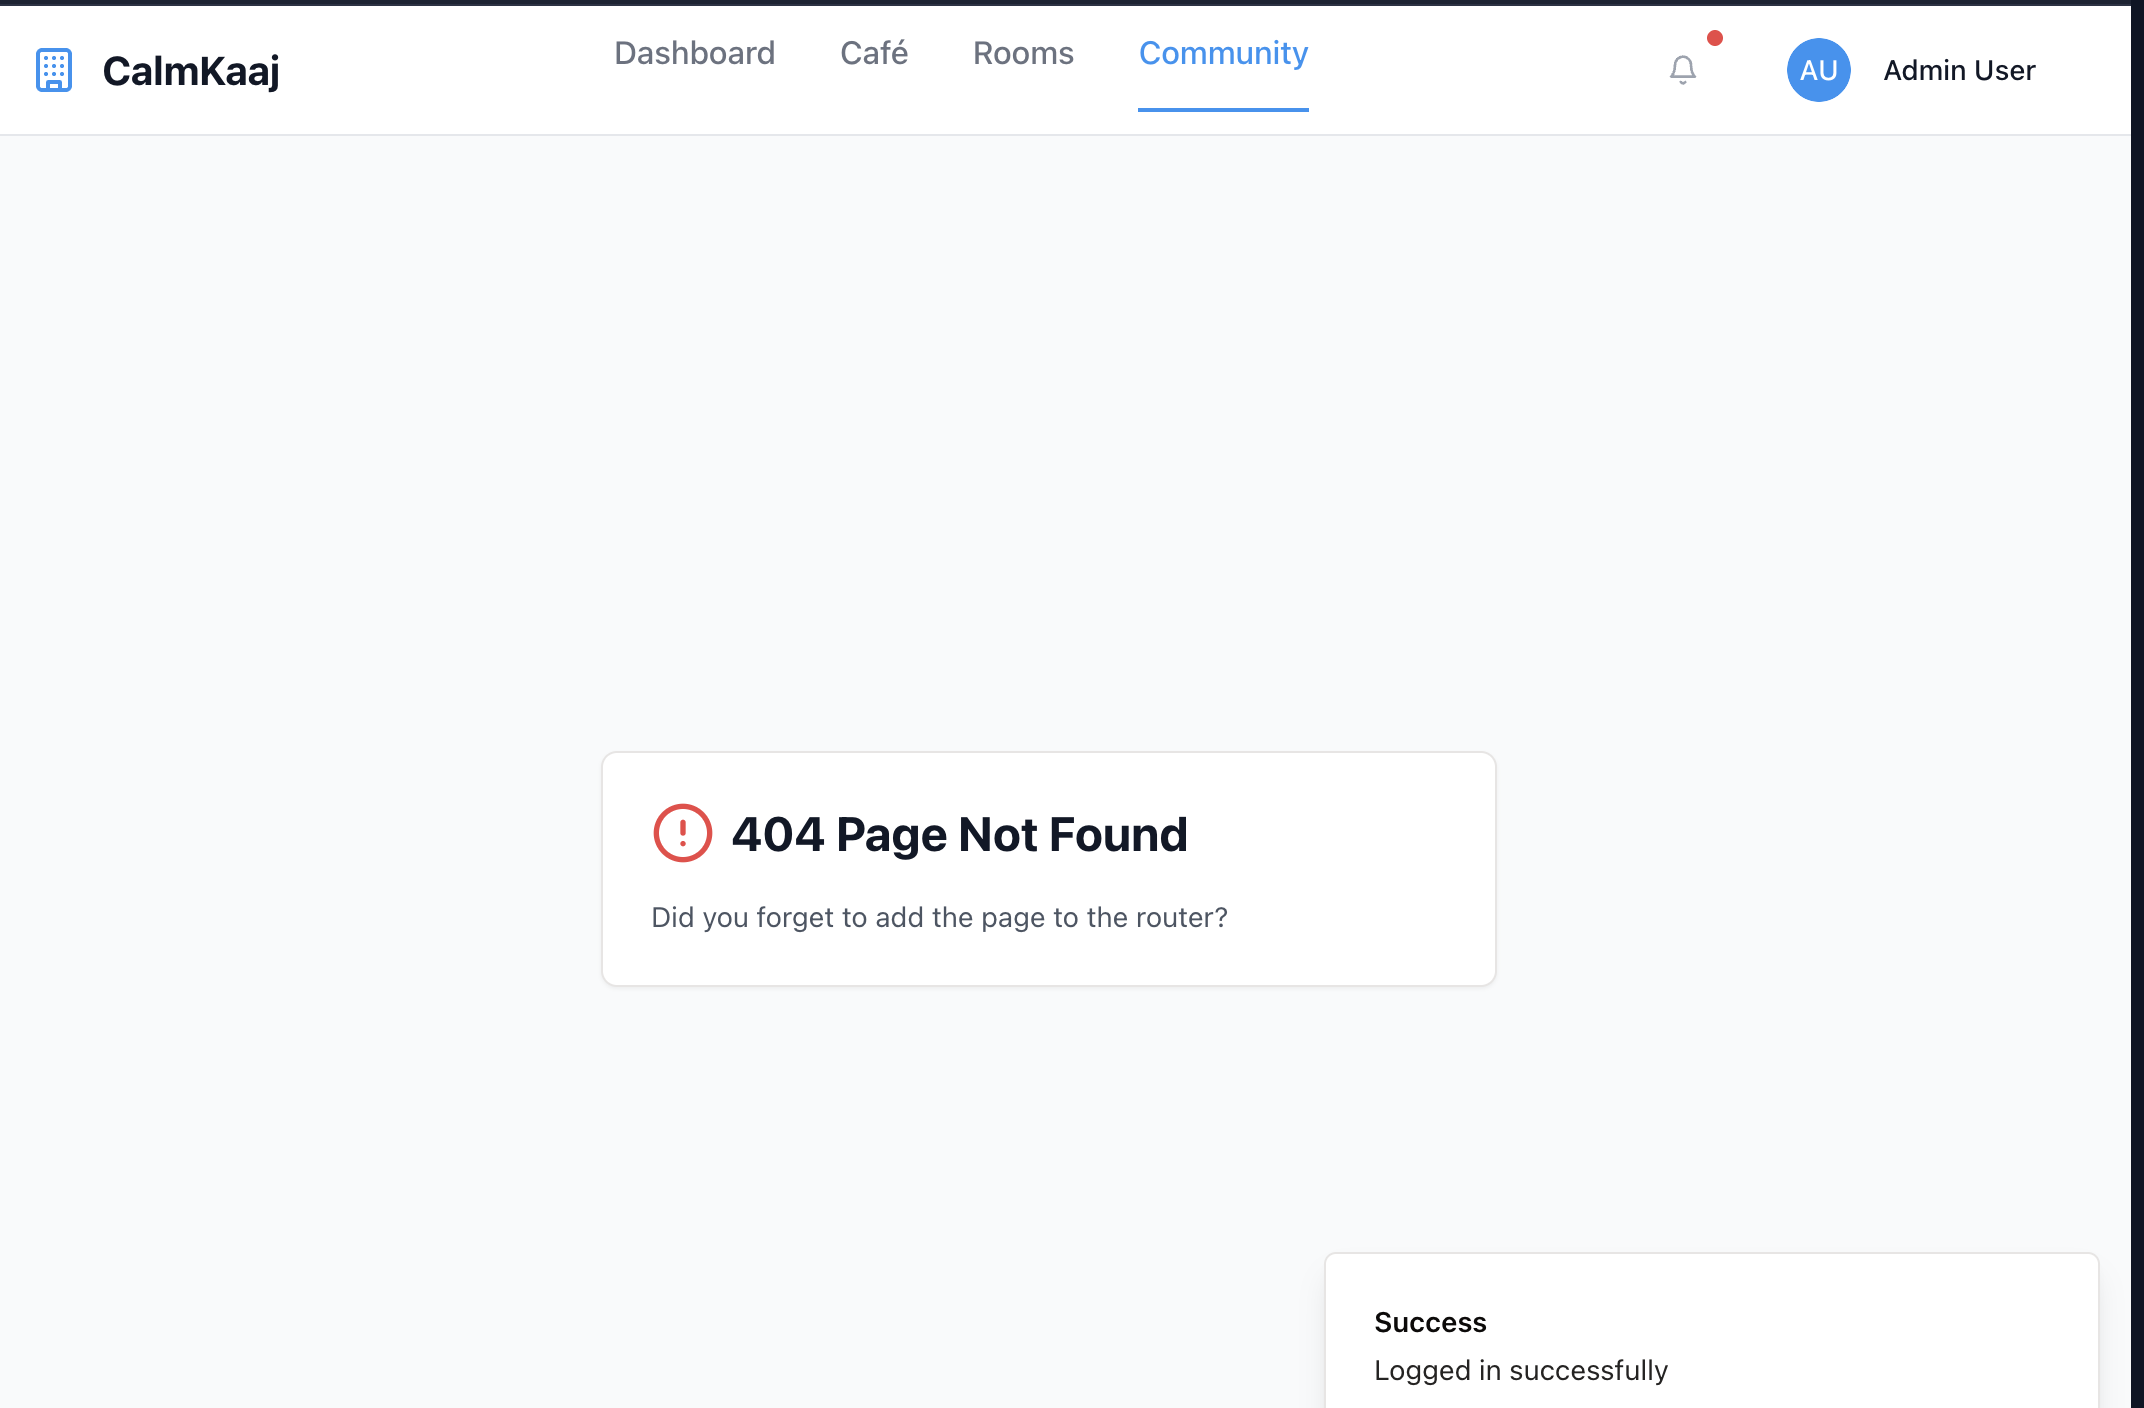 CalmKaaj
Dashboard
Café
Rooms
Community
AU
Admin User
404 Page Not Found
Did you forget to add the page to the router?
Success
Logged in successfully